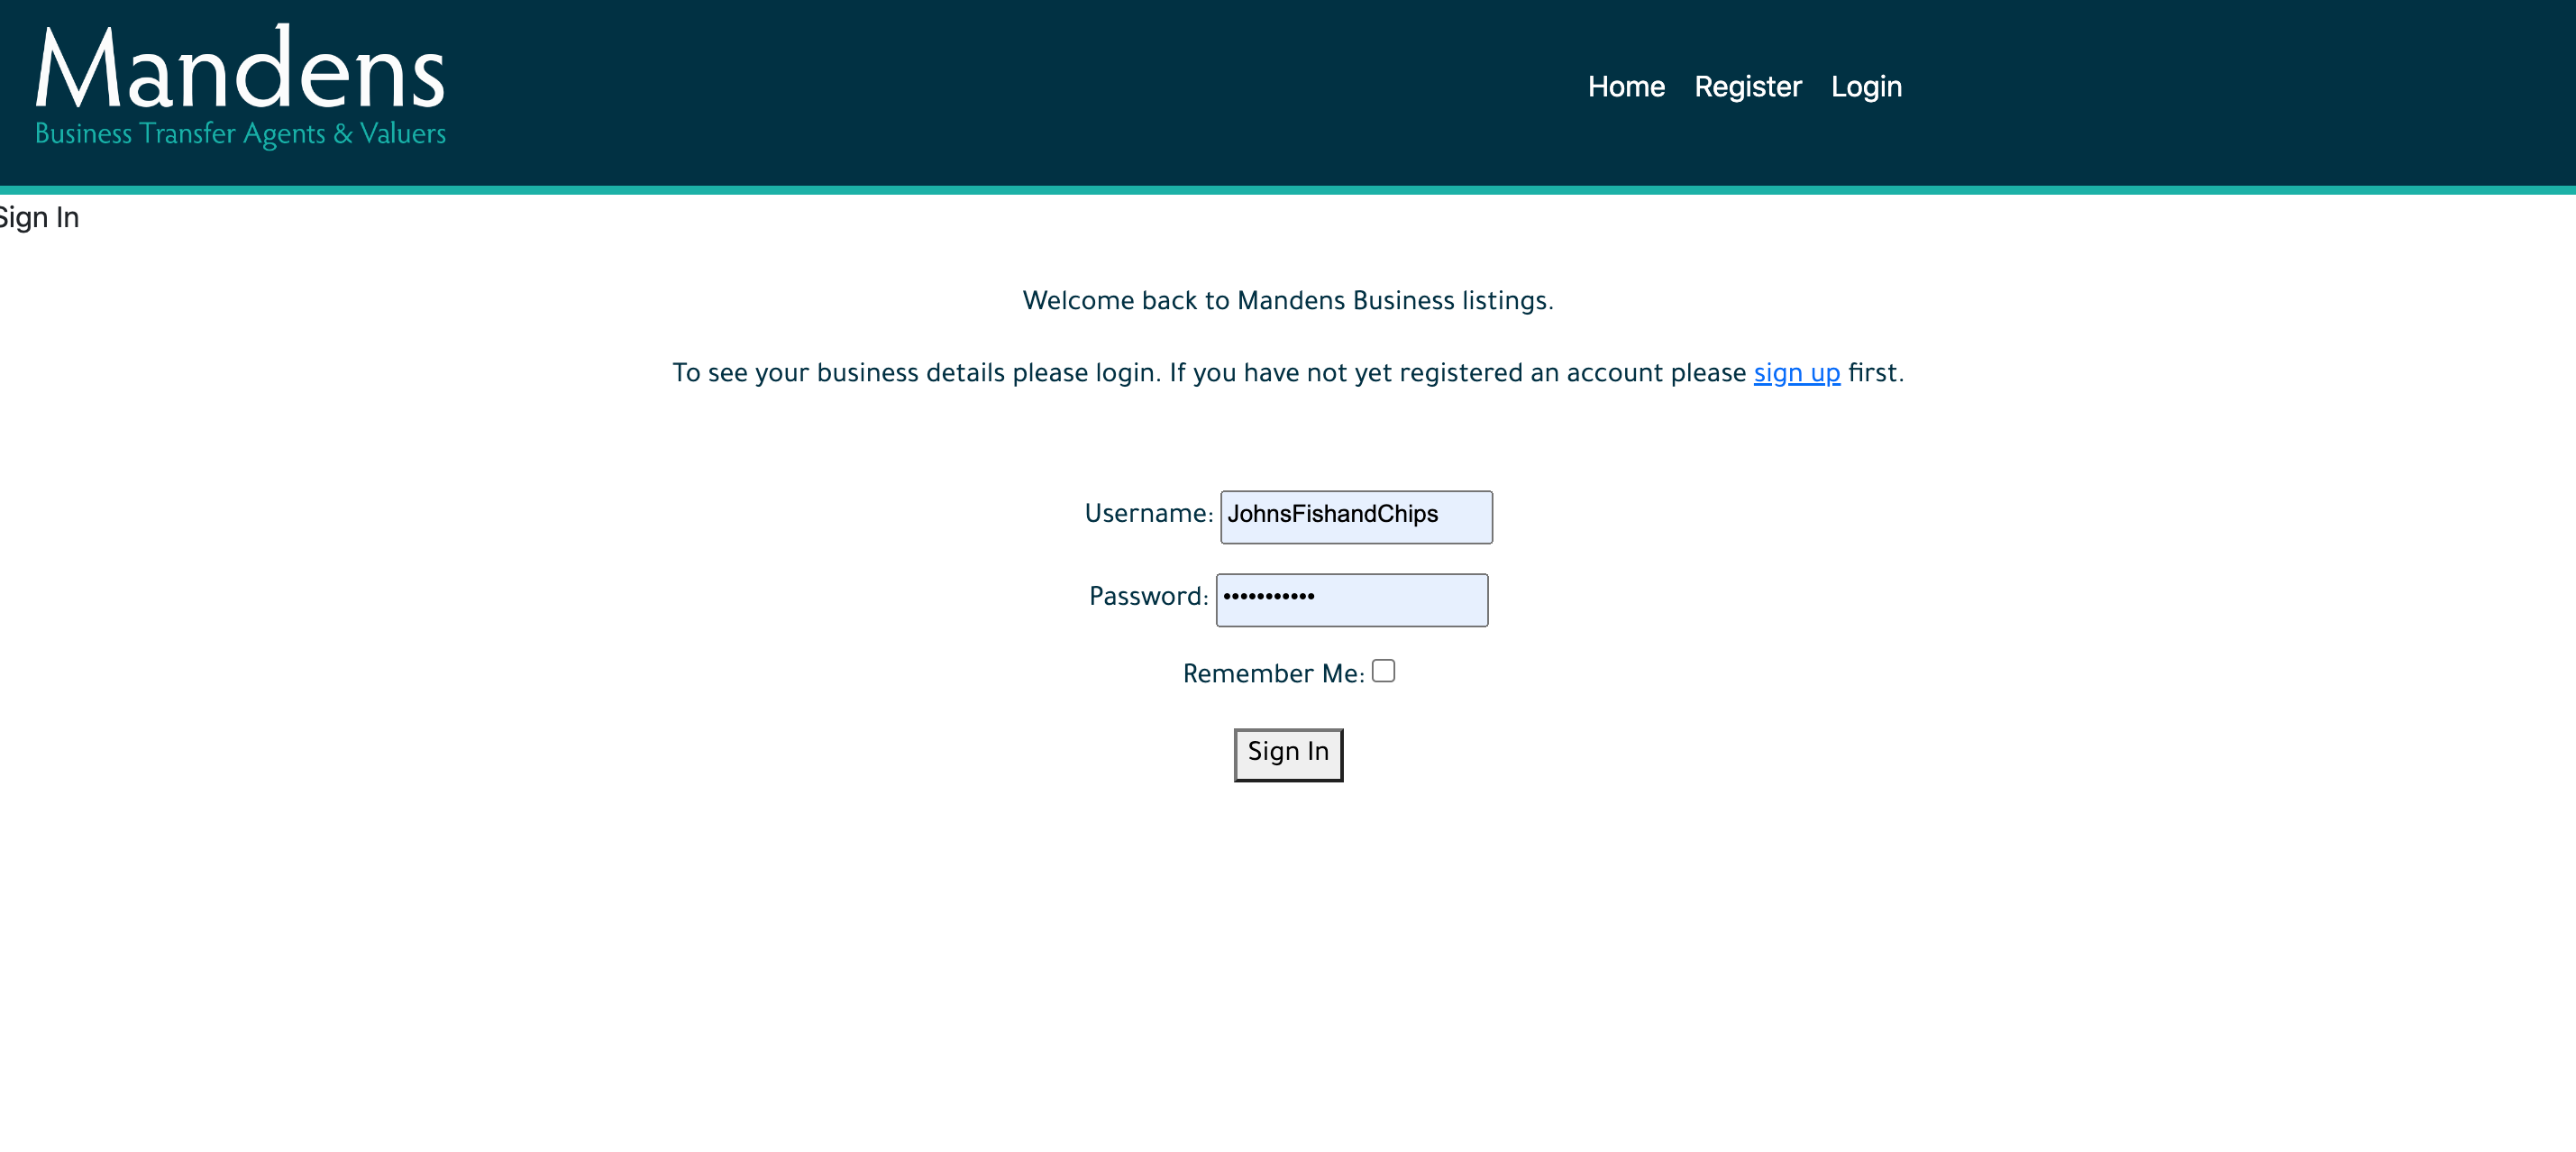 Mandens
Business Transfer Agents & Valuers
Home Register Login
Sign In
Welcome back to Mandens Business listings.
To see your business details please login. If you have not yet registered an account please sign up first.
Username: JohnsFishandChips
Password: •••••••••••
Remember Me:
Sign In